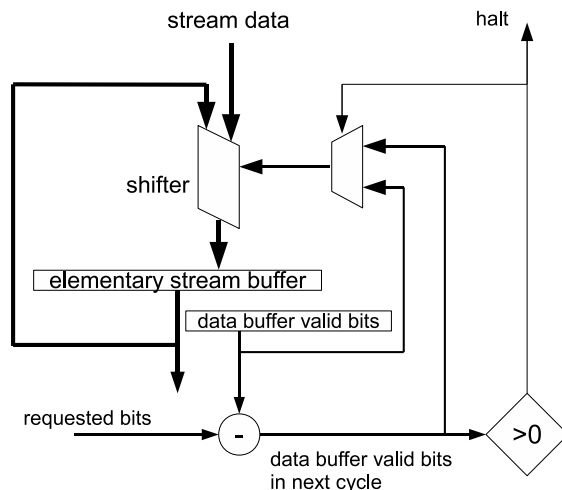 stream data
halt
shifter
elementary stream buffer
data buffer valid bits
requested bits
-
>0
data buffer valid bits
in next cycle